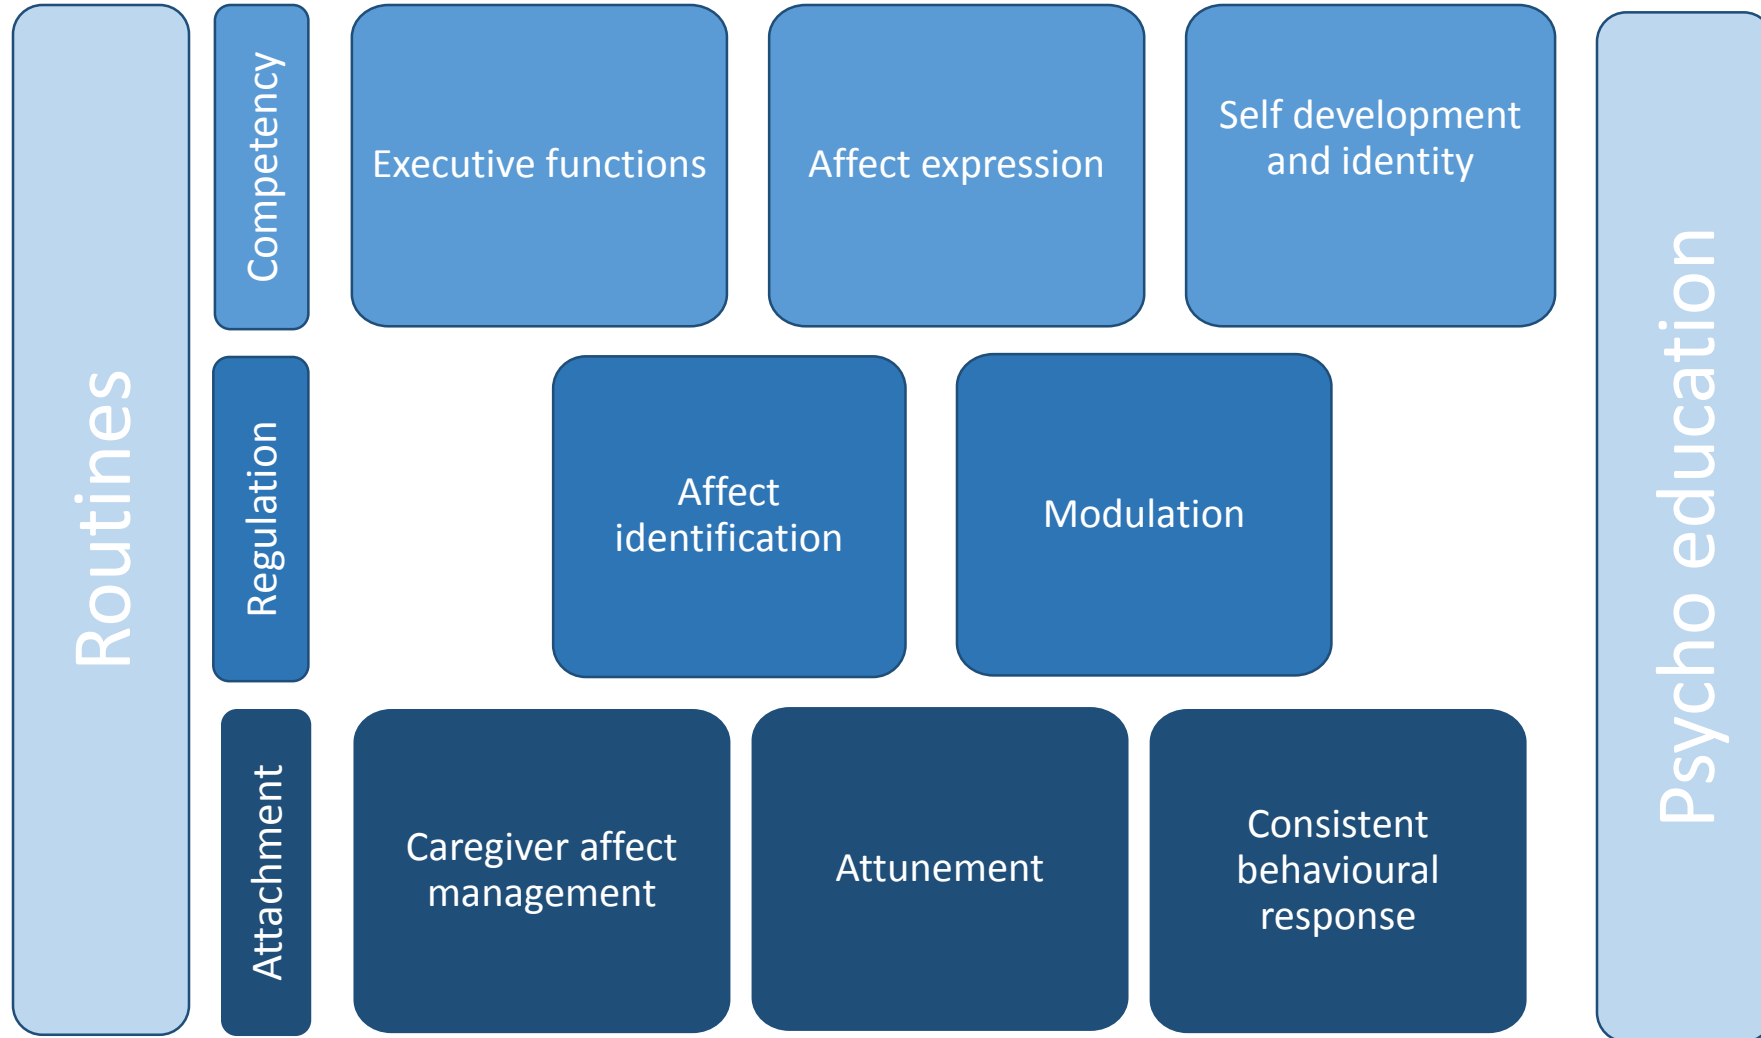 Routines
Competency
Executive functions
Affect expression
Self development
and identity
Regulation
Affect
identification
Modulation
Attachment
Caregiver affect
management
Attunement
Consistent
behavioural
response
Psycho education